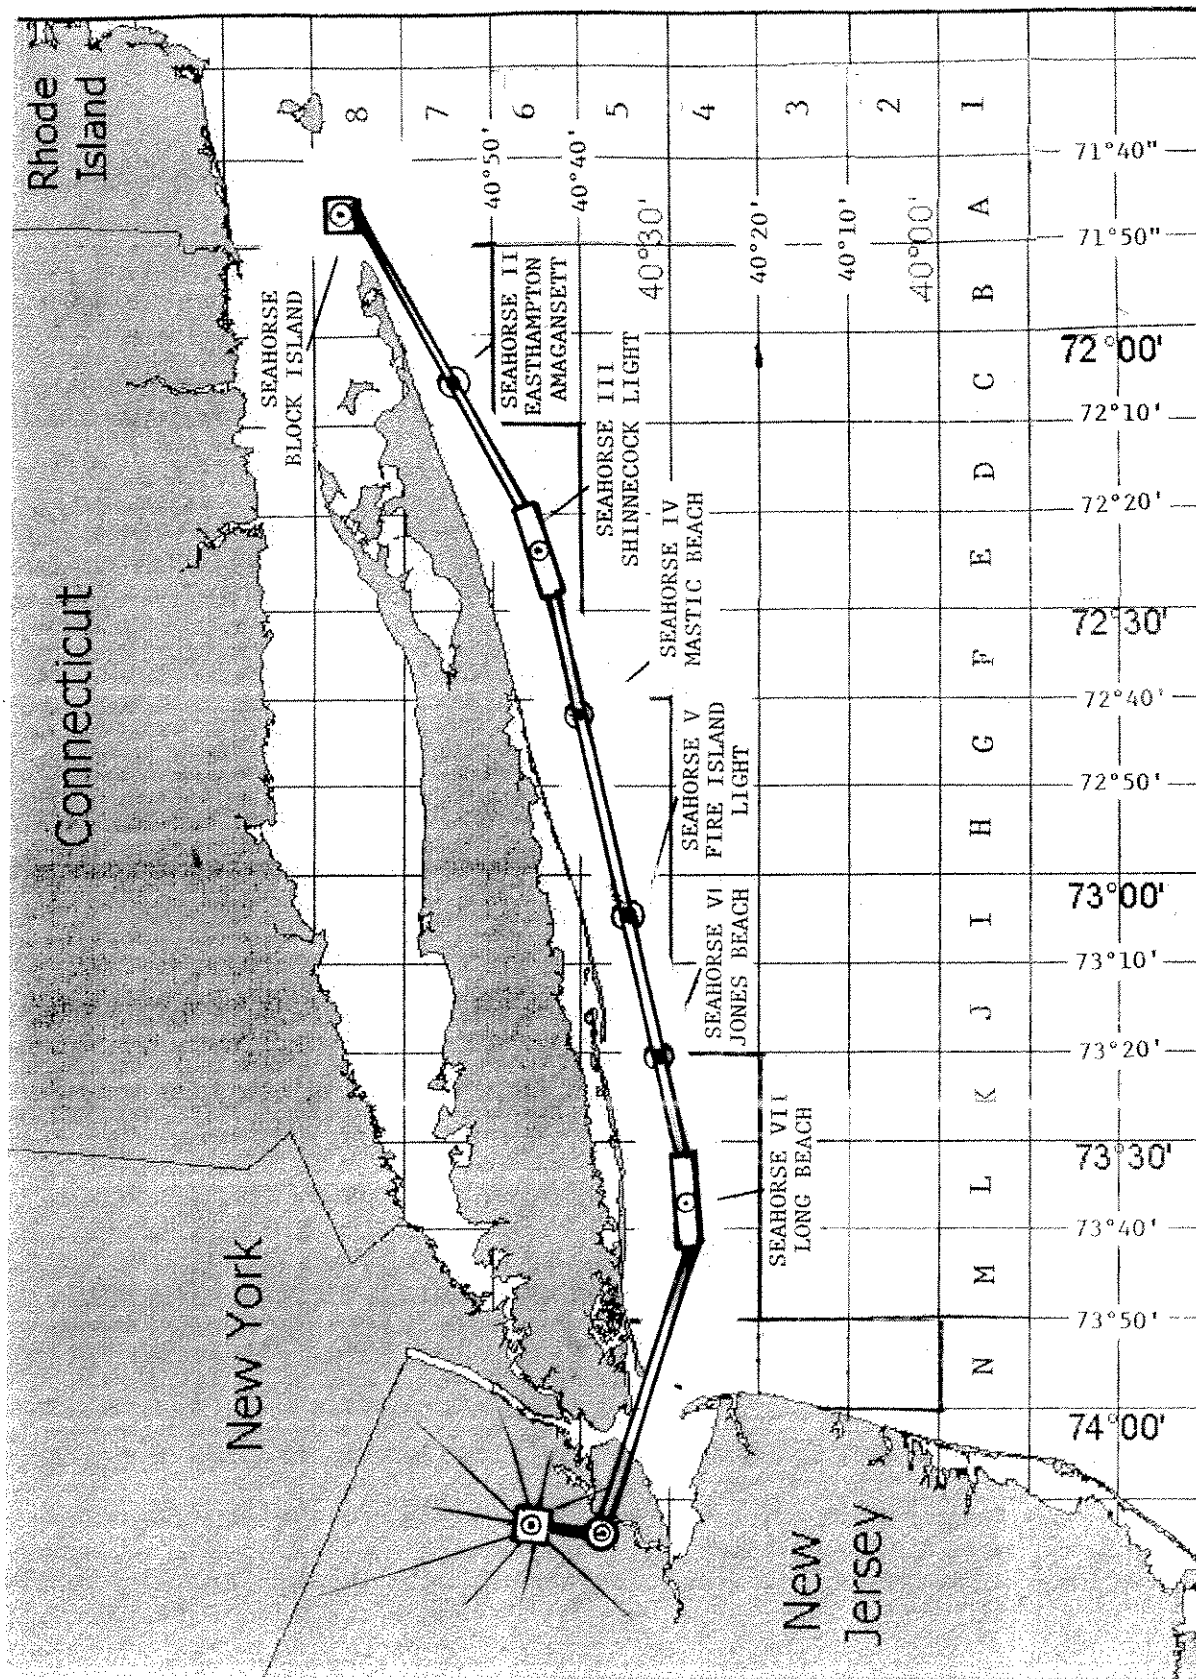 Rhode
Island
Connecticut
New York
New
Jersey
SEAHORSE
BLOCK ISLAND
SEAHORSE II
EASTHAMPTON
AMAGANSETT
SEAHORSE III
SHINNECOCK LIGHT
SEAHORSE IV
MASTIC BEACH
SEAHORSE V
FIRE ISLAND
LIGHT
SEAHORSE VI
JONES BEACH
SEAHORSE VII
LONG BEACH
8
7
6
5
4
3
2
1
40°50'
40°40'
40°30'
40°20'
40°10'
40°00'
N
M
L
K
J
I
H
G
F
E
D
C
B
A
74°00'
73°50'
73°40'
73°30'
73°20'
73°10'
73°00'
72°50'
72°40'
72°30'
72°20'
72°10'
72°00'
71°50"
71°40"